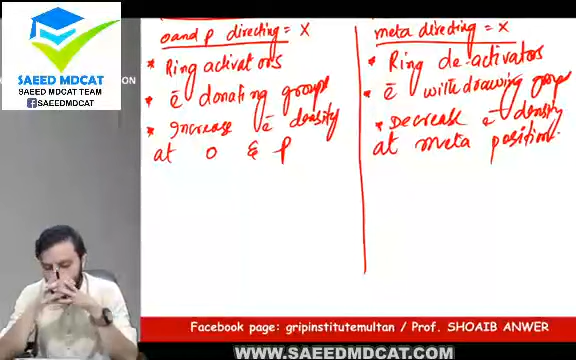 o and p directing = X
* Ring activators
* ē donating groups
* Increase ē density
at o & p
meta directing = X
* Ring de-activators
* ē withdrawing groups
* Decrease ē density
at meta position.
SAEED MDCAT
SAEED MDCAT TEAM
SAEEDMDCAT
Facebook page: gripinstitutemultan / Prof. SHOAIB ANWER
WWW.SAEEDMDCAT.COM